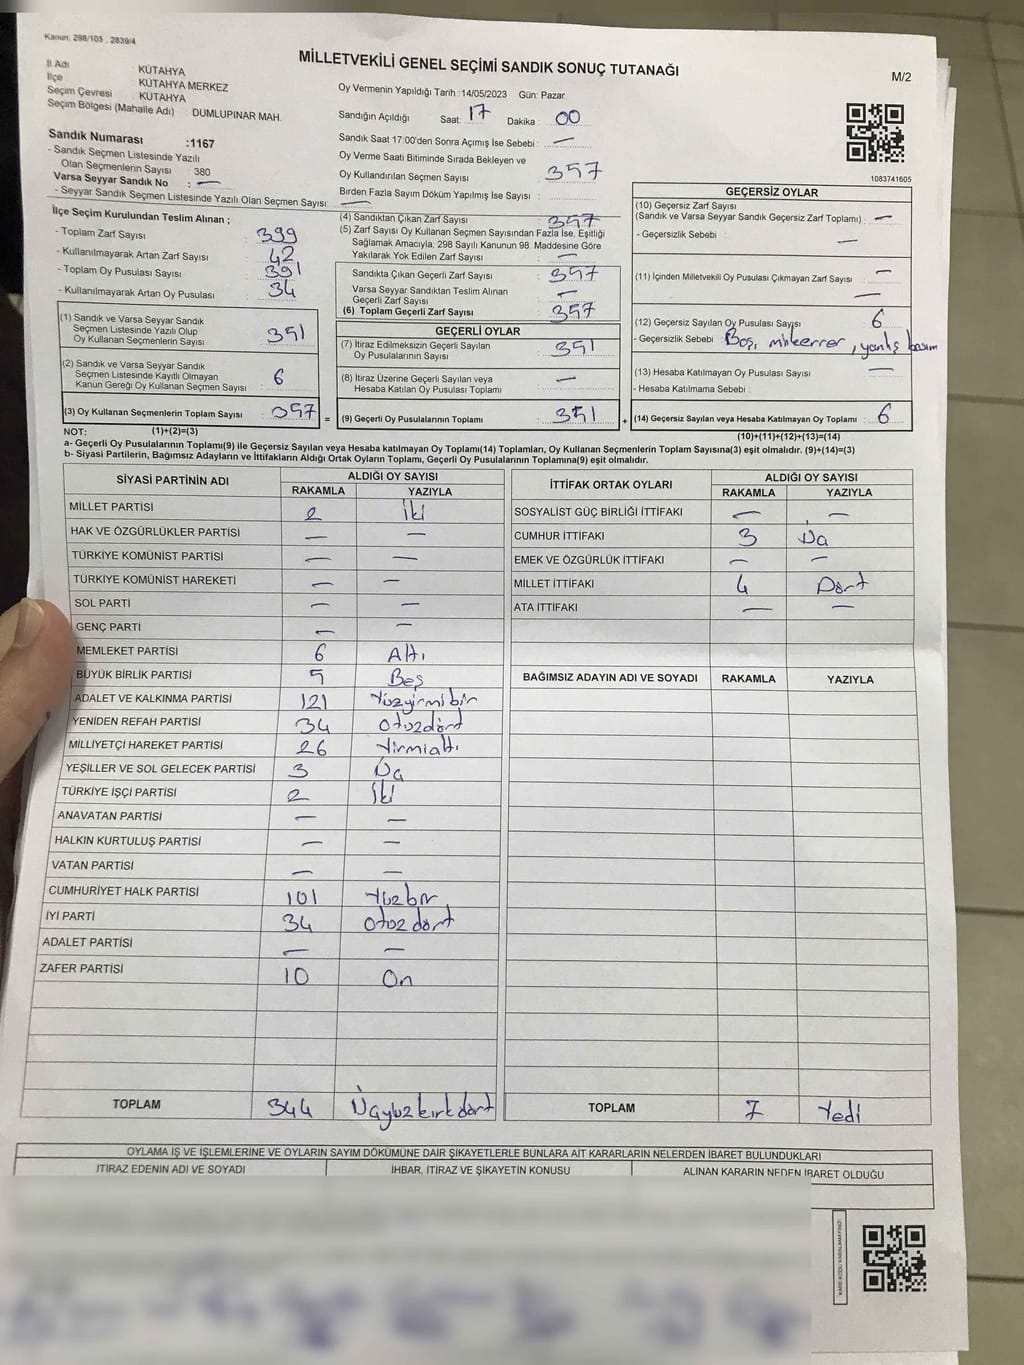 Kanun: 298/105 , 2839/4
MİLLETVEKİLİ GENEL SEÇİMİ SANDIK SONUÇ TUTANAĞI
M/2
İl Adı KÜTAHYA
İlçe KÜTAHYA MERKEZ
Seçim Çevresi KÜTAHYA
Seçim Bölgesi (Mahalle Adı) DUMLUPINAR MAH.
Sandık Numarası :1167
- Sandık Seçmen Listesinde Yazılı
Olan Seçmenlerin Sayısı : 380
Varsa Seyyar Sandık No : —
- Seyyar Sandık Seçmen Listesinde Yazılı Olan Seçmen Sayısı: —
Oy Vermenin Yapıldığı Tarih :14/05/2023 Gün: Pazar
Sandığın Açıldığı Saat: 17 Dakika : 00
Sandık Saat 17:00'den Sonra Açımış İse Sebebi : —
Oy Verme Saati Bitiminde Sırada Bekleyen ve
Oy Kullandırılan Seçmen Sayısı : 357
Birden Fazla Sayım Döküm Yapılmış İse Sayısı :
1083741605
İlçe Seçim Kurulundan Teslim Alınan ;
- Toplam Zarf Sayısı : 399
- Kullanılmayarak Artan Zarf Sayısı : 42
- Toplam Oy Pusulası Sayısı : 391
- Kullanılmayarak Artan Oy Pusulası : 34
(1) Sandık ve Varsa Seyyar Sandık
Seçmen Listesinde Yazılı Olup
Oy Kullanan Seçmenlerin Sayısı : 351
(2) Sandık ve Varsa Seyyar Sandık
Seçmen Listesinde Kayıtlı Olmayan
Kanun Gereği Oy Kullanan Seçmen Sayısı : 6
(3) Oy Kullanan Seçmenlerin Toplam Sayısı : 357
(4) Sandıktan Çıkan Zarf Sayısı : 357
(5) Zarf Sayısı Oy Kullanan Seçmen Sayısından Fazla İse, Eşitliği
Sağlamak Amacıyla, 298 Sayılı Kanunun 98. Maddesine Göre
Yakılarak Yok Edilen Zarf Sayısı : —
Sandıkta Çıkan Geçerli Zarf Sayısı : 357
Varsa Seyyar Sandıktan Teslim Alınan
Geçerli Zarf Sayısı : —
(6) Toplam Geçerli Zarf Sayısı : 357
GEÇERLİ OYLAR
(7) İtiraz Edilmeksizin Geçerli Sayılan
Oy Pusulalarının Sayısı : 351
(8) İtiraz Üzerine Geçerli Sayılan veya
Hesaba Katılan Oy Pusulası Toplamı : —
= (9) Geçerli Oy Pusulalarının Toplamı : 351 +
GEÇERSİZ OYLAR
(10) Geçersiz Zarf Sayısı
(Sandık ve Varsa Seyyar Sandık Geçersiz Zarf Toplamı) : —
- Geçersizlik Sebebi : —
(11) İçinden Milletvekili Oy Pusulası Çıkmayan Zarf Sayısı : —
—
(12) Geçersiz Sayılan Oy Pusulası Sayısı : 6
- Geçersizlik Sebebi : Boş, mükerrer, yanlış basım
(13) Hesaba Katılmayan Oy Pusulası Sayısı : —
- Hesaba Katılmama Sebebi :
(14) Geçersiz Sayılan veya Hesaba Katılmayan Oy Toplamı : 6
NOT: (1)+(2)=(3)
(10)+(11)+(12)+(13)=(14)
a- Geçerli Oy Pusulalarının Toplamı(9) ile Geçersiz Sayılan veya Hesaba katılmayan Oy Toplamı(14) Toplamları, Oy Kullanan Seçmenlerin Toplam Sayısına(3) eşit olmalıdır. (9)+(14)=(3)
b- Siyasi Partilerin, Bağımsız Adayların ve İttifakların Aldığı Ortak Oyların Toplam, Geçerli Oy Pusulalarının Toplamına(9) eşit olmalıdır.
SİYASİ PARTİNİN ADI ALDIĞI OY SAYISI
RAKAMLA YAZIYLA
MİLLET PARTİSİ 2 İki
HAK VE ÖZGÜRLÜKLER PARTİSİ — —
TÜRKİYE KOMÜNİST PARTİSİ — —
TÜRKİYE KOMÜNİST HAREKETİ — —
SOL PARTİ — —
GENÇ PARTİ — —
MEMLEKET PARTİSİ 6 Altı
BÜYÜK BİRLİK PARTİSİ 5 Beş
ADALET VE KALKINMA PARTİSİ 121 Yüzyirmibir
YENİDEN REFAH PARTİSİ 34 Otuzdört
MİLLİYETÇİ HAREKET PARTİSİ 26 Yirmialtı
YEŞİLLER VE SOL GELECEK PARTİSİ 3 Üç
TÜRKİYE İŞÇİ PARTİSİ 2 İki
ANAVATAN PARTİSİ — —
HALKIN KURTULUŞ PARTİSİ — —
VATAN PARTİSİ — —
CUMHURİYET HALK PARTİSİ 101 Yüzbir
İYİ PARTİ 34 Otuzdört
ADALET PARTİSİ — —
ZAFER PARTİSİ 10 On
TOPLAM 344 Üçyüzkırkdört
İTTİFAK ORTAK OYLARI ALDIĞI OY SAYISI
RAKAMLA YAZIYLA
SOSYALİST GÜÇ BİRLİĞİ İTTİFAKI — —
CUMHUR İTTİFAKI 3 Üç
EMEK VE ÖZGÜRLÜK İTTİFAKI — —
MİLLET İTTİFAKI 4 Dört
ATA İTTİFAKI — —
BAĞIMSIZ ADAYIN ADI VE SOYADI RAKAMLA YAZIYLA
TOPLAM 7 Yedi
OYLAMA İŞ VE İŞLEMLERİNE VE OYLARIN SAYIM DÖKÜMÜNE DAİR ŞİKAYETLERLE BUNLARA AİT KARARLARIN NELERDEN İBARET BULUNDUKLARI
İTİRAZ EDENİN ADI VE SOYADI İHBAR, İTİRAZ VE ŞİKAYETİN KONUSU ALINAN KARARIN NEDEN İBARET OLDUĞU
KARE KODU KARALAMAYINIZ!